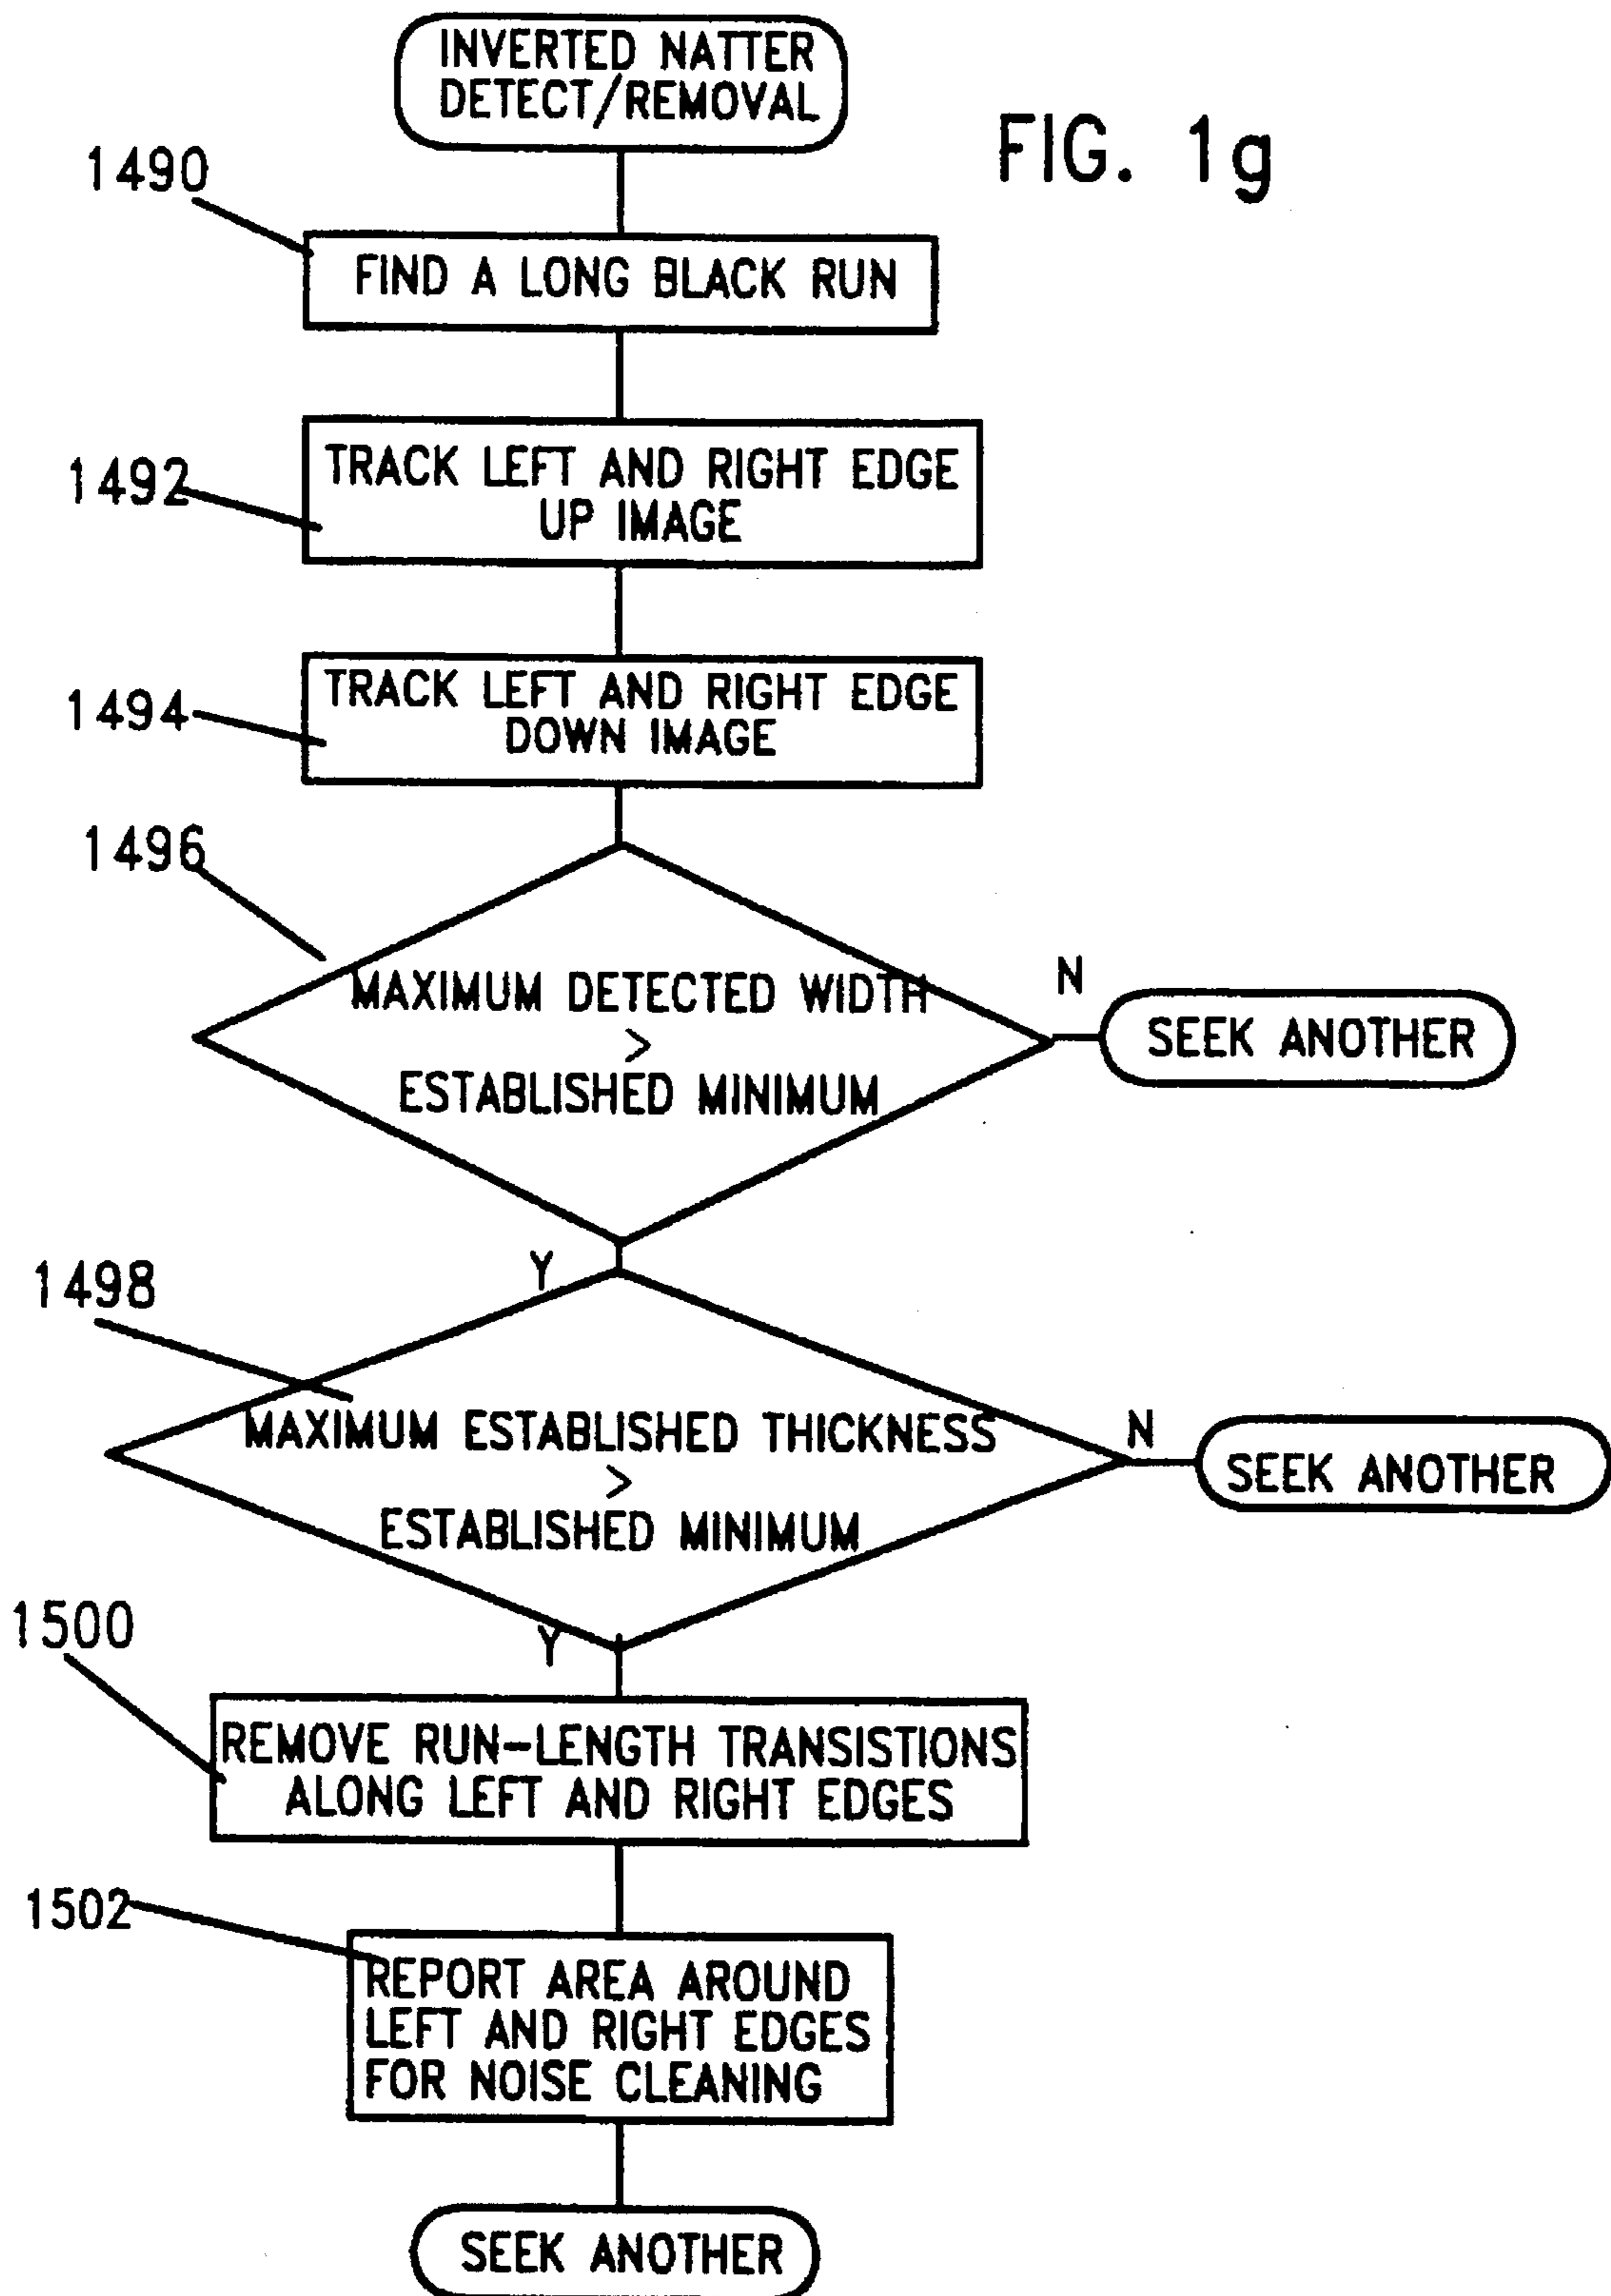 INVERTED NATTER
DETECT/REMOVAL
FIG. 1g
1490
FIND A LONG BLACK RUN
1492
TRACK LEFT AND RIGHT EDGE
UP IMAGE
1494
TRACK LEFT AND RIGHT EDGE
DOWN IMAGE
1496
MAXIMUM DETECTED WIDTH
>
ESTABLISHED MINIMUM
N
SEEK ANOTHER
Y
1498
MAXIMUM ESTABLISHED THICKNESS
>
ESTABLISHED MINIMUM
N
SEEK ANOTHER
Y
1500
REMOVE RUN-LENGTH TRANSISTIONS
ALONG LEFT AND RIGHT EDGES
1502
REPORT AREA AROUND
LEFT AND RIGHT EDGES
FOR NOISE CLEANING
SEEK ANOTHER